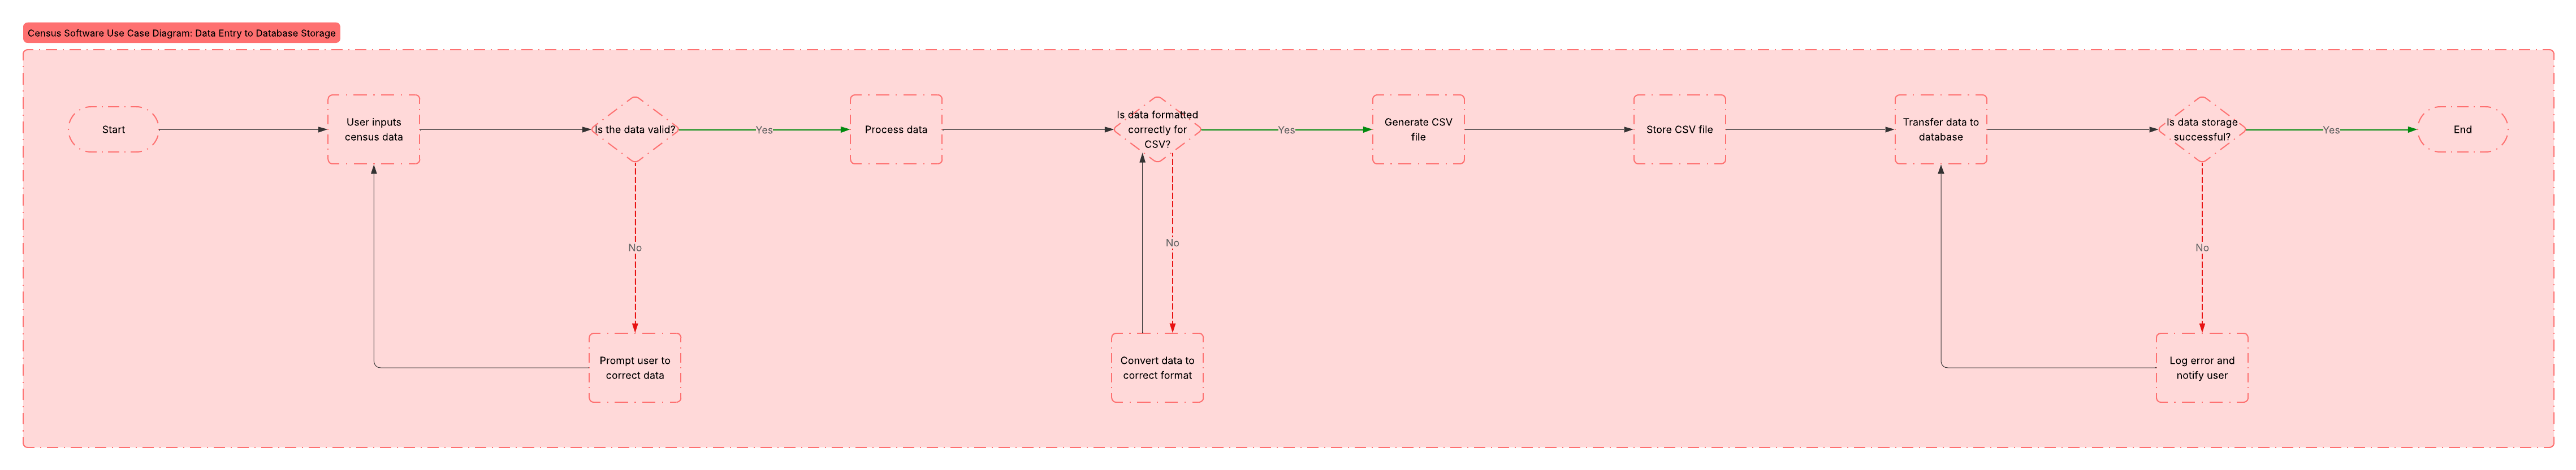 Census Software Use Case Diagram: Data Entry to Database Storage
Start
User inputs
census data
Is the data valid?
Yes
Process data
Is data formatted
correctly for
CSV?
Yes
Generate CSV
file
Store CSV file
Transfer data to
database
Is data storage
successful?
Yes
End
No
No
No
Prompt user to
correct data
Convert data to
correct format
Log error and
notify user